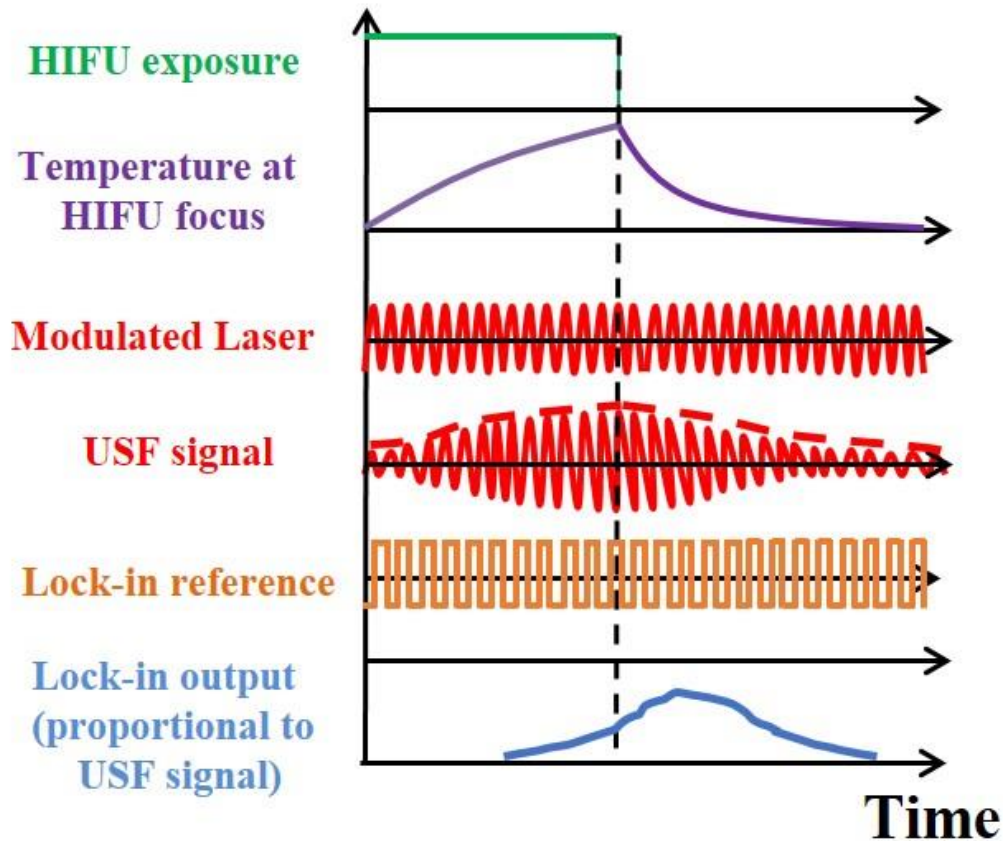 HIFU exposure
Temperature at
HIFU focus
Modulated Laser
USF signal
Lock-in reference
Lock-in output
(proportional to
USF signal)
Time